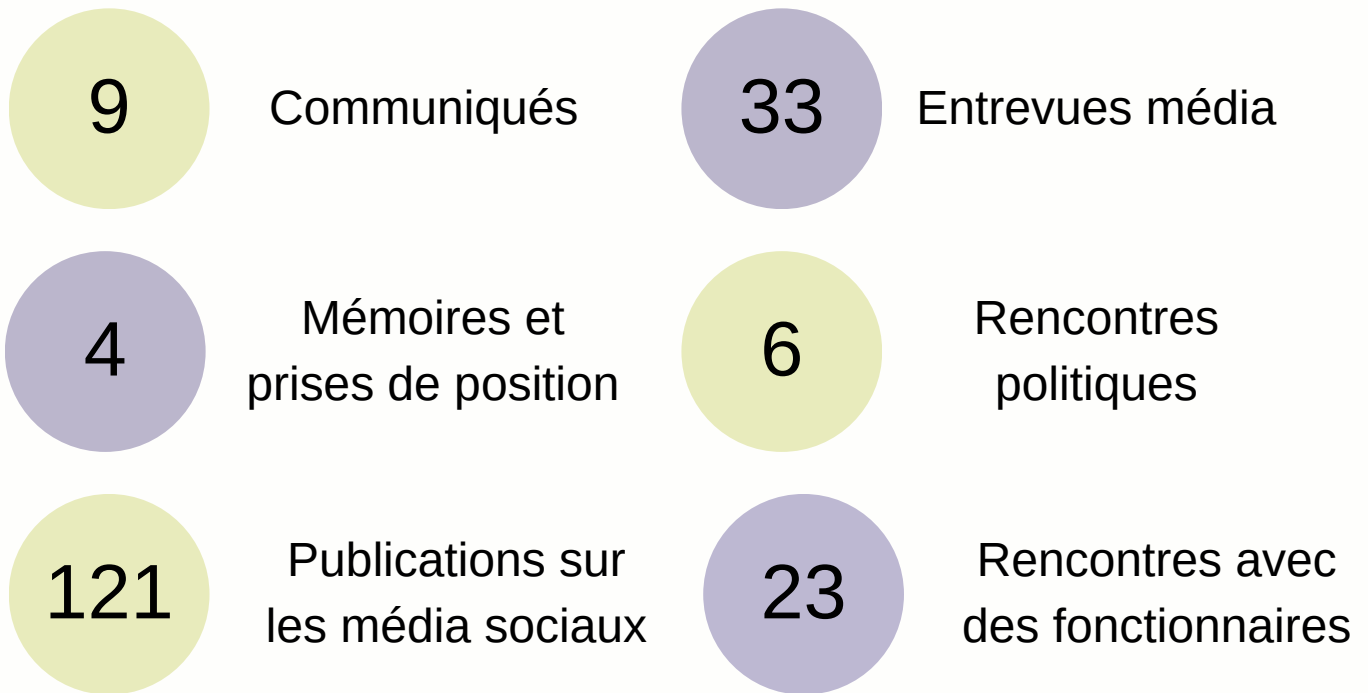 9
Communiqués
33
Entrevues média
4
Mémoires et
prises de position
6
Rencontres
politiques
121
Publications sur
les média sociaux
23
Rencontres avec
des fonctionnaires